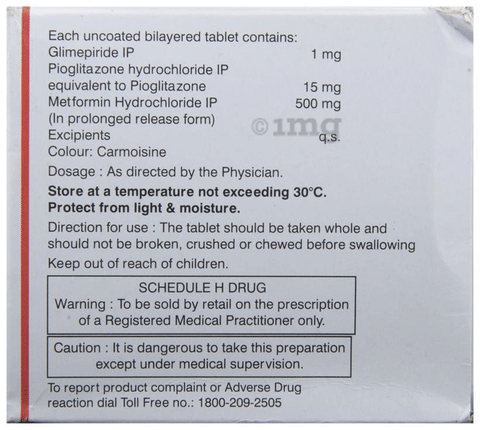 Each uncoated bilayered tablet contains:
Glimepiride IP 1 mg
Pioglitazone hydrochloride IP
equivalent to Pioglitazone 15 mg
Metformin Hydrochloride IP 500 mg
(In prolonged release form)
©1mg
Excipients q.s.
Colour: Carmoisine
Dosage : As directed by the Physician.
Store at a temperature not exceeding 30°C.
Protect from light & moisture.
Direction for use : The tablet should be taken whole and
should not be broken, crushed or chewed before swallowing
Keep out of reach of children.
SCHEDULE H DRUG
Warning : To be sold by retail on the prescription
of a Registered Medical Practitioner only.
Caution : It is dangerous to take this preparation
except under medical supervision.
To report product complaint or Adverse Drug
reaction dial Toll Free no.: 1800-209-2505